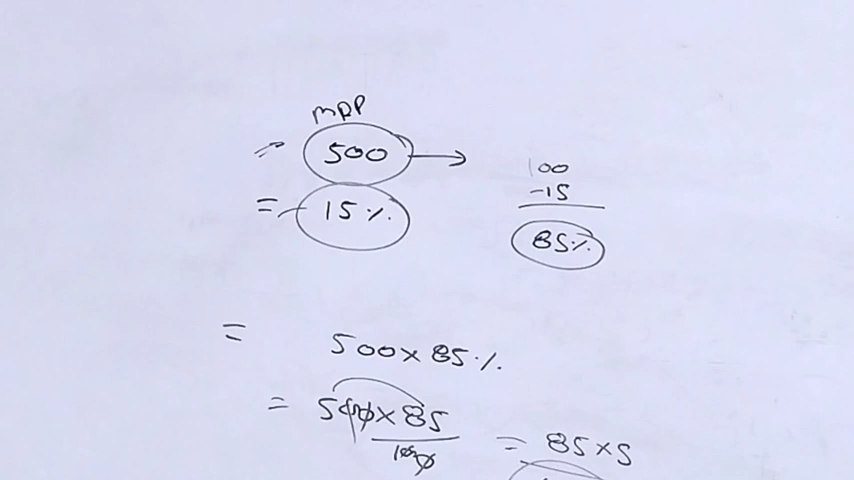 MRP
= 500 →
= 15%
100
-15
85%
= 500 x 85%
= 500 x 85
100
= 85 x 5